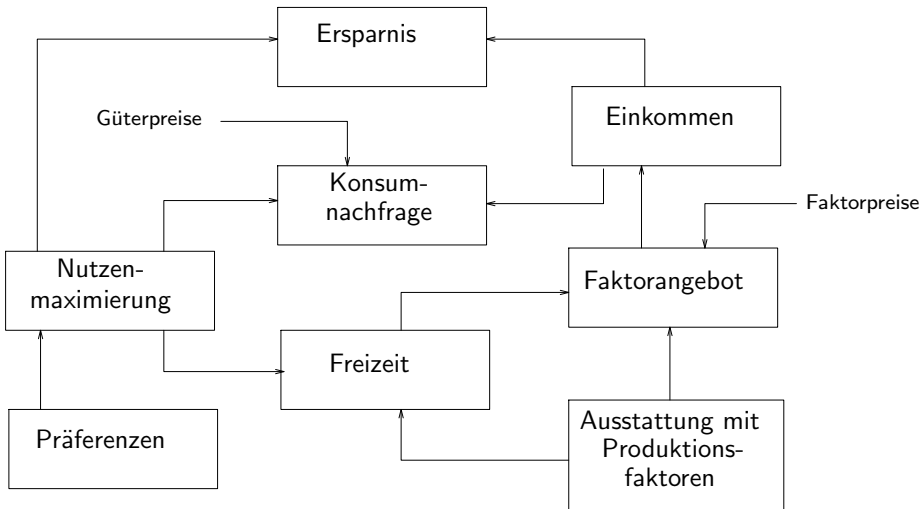 Ersparnis
Güterpreise
Einkommen
Konsum-
nachfrage
Faktorpreise
Nutzen-
maximierung
Faktorangebot
Freizeit
Präferenzen
Ausstattung mit
Produktions-
faktoren